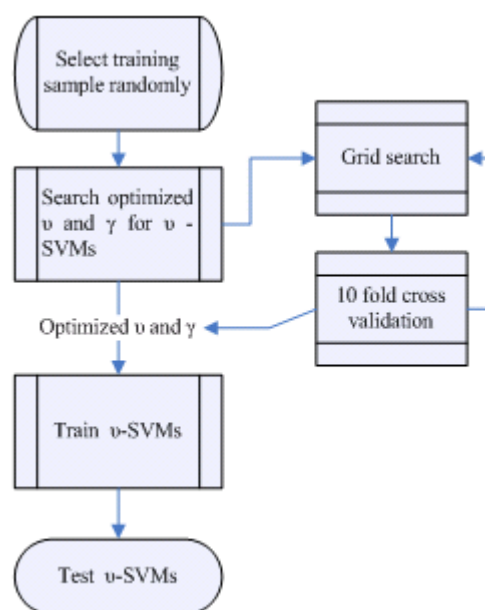 Select training
sample randomly
Search optimized
υ and γ for υ -
SVMs
Grid search
10 fold cross
validation
Optimized υ and γ
Train υ-SVMs
Test υ-SVMs